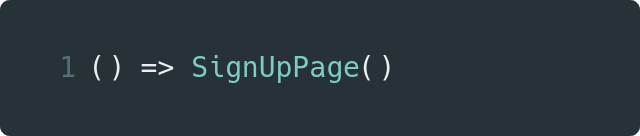 1 () => SignUpPage()